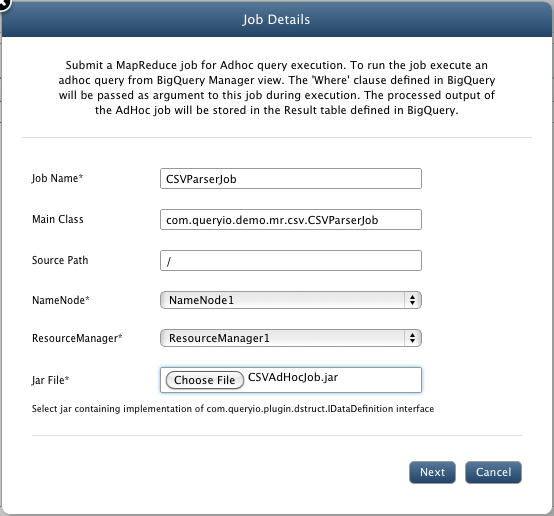 Job Details
Submit a MapReduce job for Adhoc query execution. To run the job execute an
adhoc query from BigQuery Manager view. The 'Where' clause defined in BigQuery
will be passed as argument to this job during execution. The processed output of
the AdHoc job will be stored in the Result table defined in BigQuery.
Job Name* CSVParserJob
Main Class com.queryio.demo.mr.csv.CSVParserJob
Source Path /
NameNode* NameNode1
ResourceManager* ResourceManager1
Jar File* Choose File CSVAdHocJob.jar
Select jar containing implementation of com.queryio.plugin.dstruct.IDataDefinition interface
Next Cancel